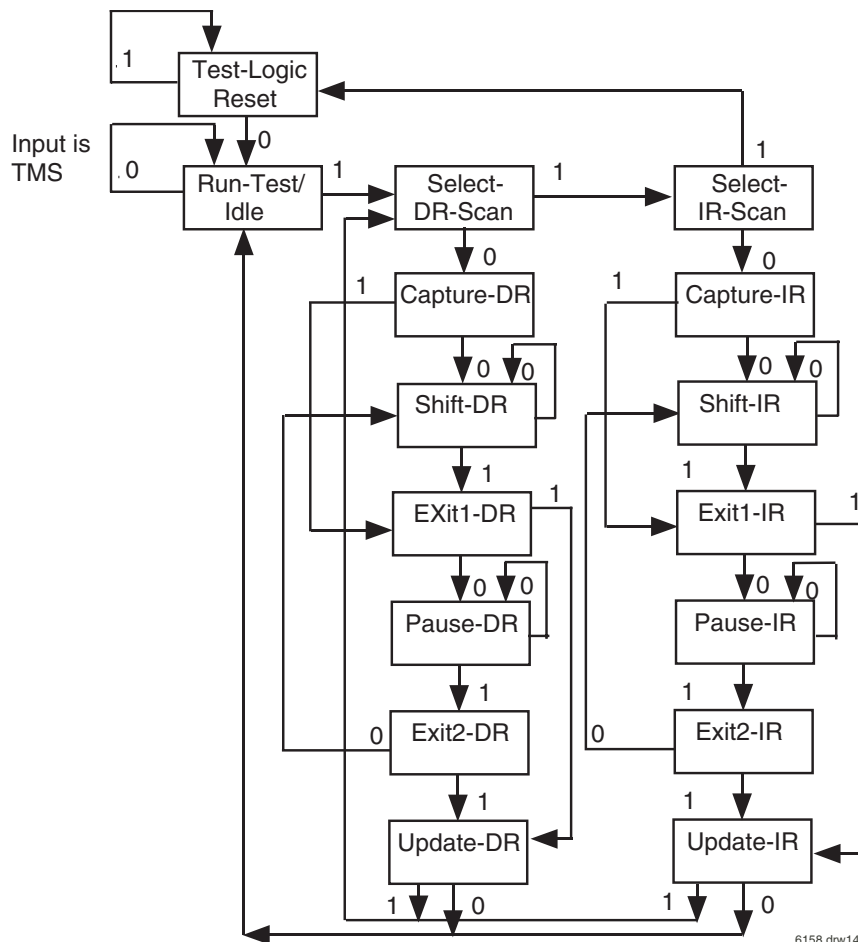 .1
Test-Logic
Reset
0
Input is
TMS
.0
Run-Test/
Idle
1
Select-
DR-Scan
1
1
Select-
IR-Scan
0
0
1
Capture-DR
1
Capture-IR
0
0
0
0
Shift-DR
Shift-IR
1
1
EXit1-DR
1
Exit1-IR
1
0
0
0
0
Pause-DR
Pause-IR
1
1
0
Exit2-DR
0
Exit2-IR
1
1
Update-DR
Update-IR
1
0
1
0
6158 drw14